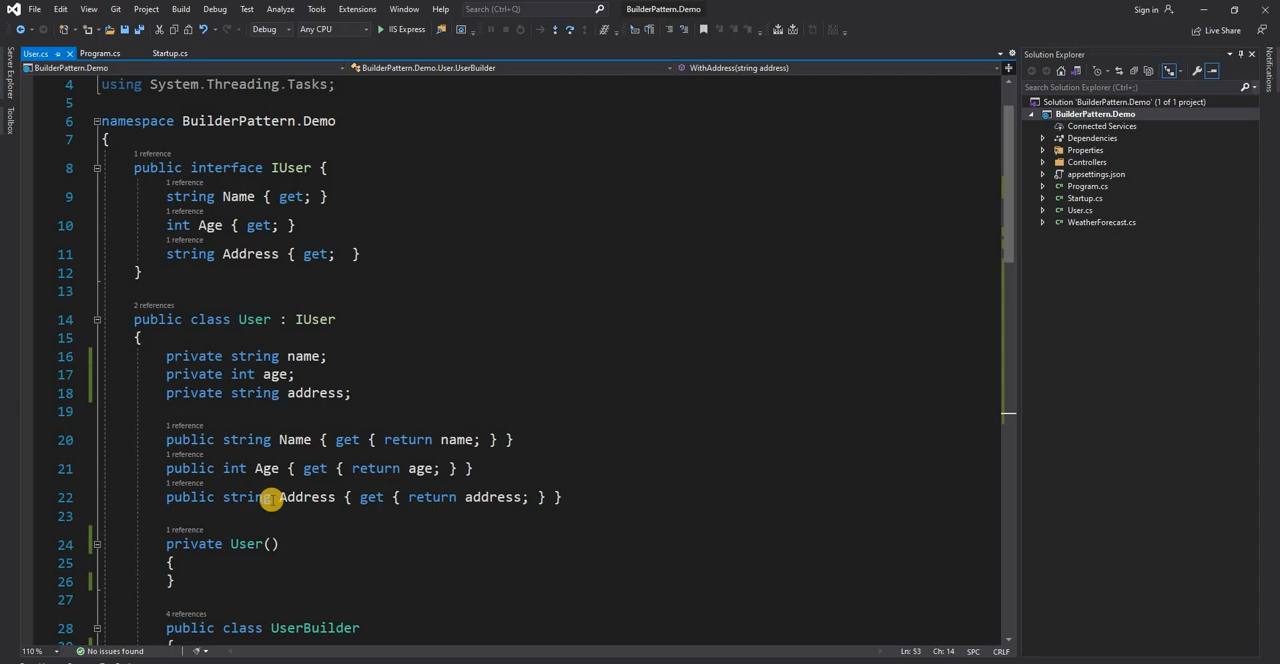 File Edit View Git Project Build Debug Test Analyze Tools Extensions Window Help Search (Ctrl+Q) BuilderPattern.Demo Sign in
Debug Any CPU IIS Express Live Share
Server Explorer
Toolbox
User.cs Program.cs Startup.cs
BuilderPattern.Demo BuilderPattern.Demo.User.UserBuilder WithAddress(string address)
4 using System.Threading.Tasks;
5
6 namespace BuilderPattern.Demo
7 {
1 reference
8 public interface IUser {
1 reference
9 string Name { get; }
1 reference
10 int Age { get; }
1 reference
11 string Address { get; }
12 }
13
2 references
14 public class User : IUser
15 {
16 private string name;
17 private int age;
18 private string address;
19
1 reference
20 public string Name { get { return name; } }
1 reference
21 public int Age { get { return age; } }
1 reference
22 public string Address { get { return address; } }
23
1 reference
24 private User()
25 {
26 }
27
4 references
28 public class UserBuilder
110 % No issues found Ln: 53 Ch: 14 SPC CRLF
Solution Explorer
Search Solution Explorer (Ctrl+;)
Solution 'BuilderPattern.Demo' (1 of 1 project)
BuilderPattern.Demo
Connected Services
Dependencies
Properties
Controllers
appsettings.json
Program.cs
Startup.cs
User.cs
WeatherForecast.cs
Notifications